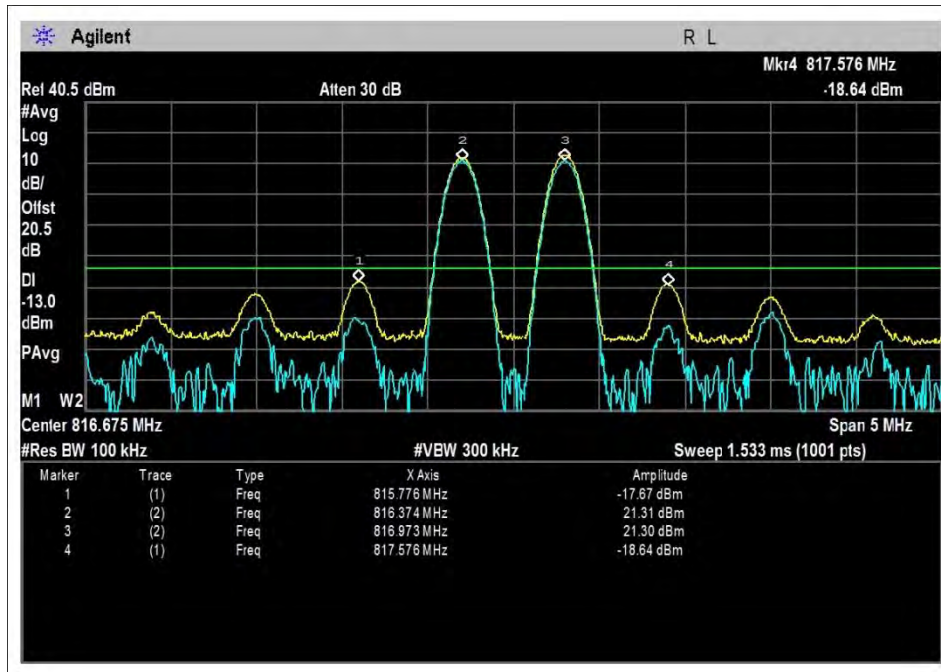 Agilent R L
Mkr4 817.576 MHz
Rel 40.5 dBm Atten 30 dB -18.64 dBm
#Avg
Log
10
dB/
Offst
20.5
dB
DI
-13.0
dBm
PAvg
M1 W2
1
2
3
4
Center 816.675 MHz Span 5 MHz
#Res BW 100 kHz #VBW 300 kHz Sweep 1.533 ms (1001 pts)
Marker Trace Type X Axis Amplitude
1 (1) Freq 815.776 MHz -17.67 dBm
2 (2) Freq 816.374 MHz 21.31 dBm
3 (2) Freq 816.973 MHz 21.30 dBm
4 (1) Freq 817.576 MHz -18.64 dBm